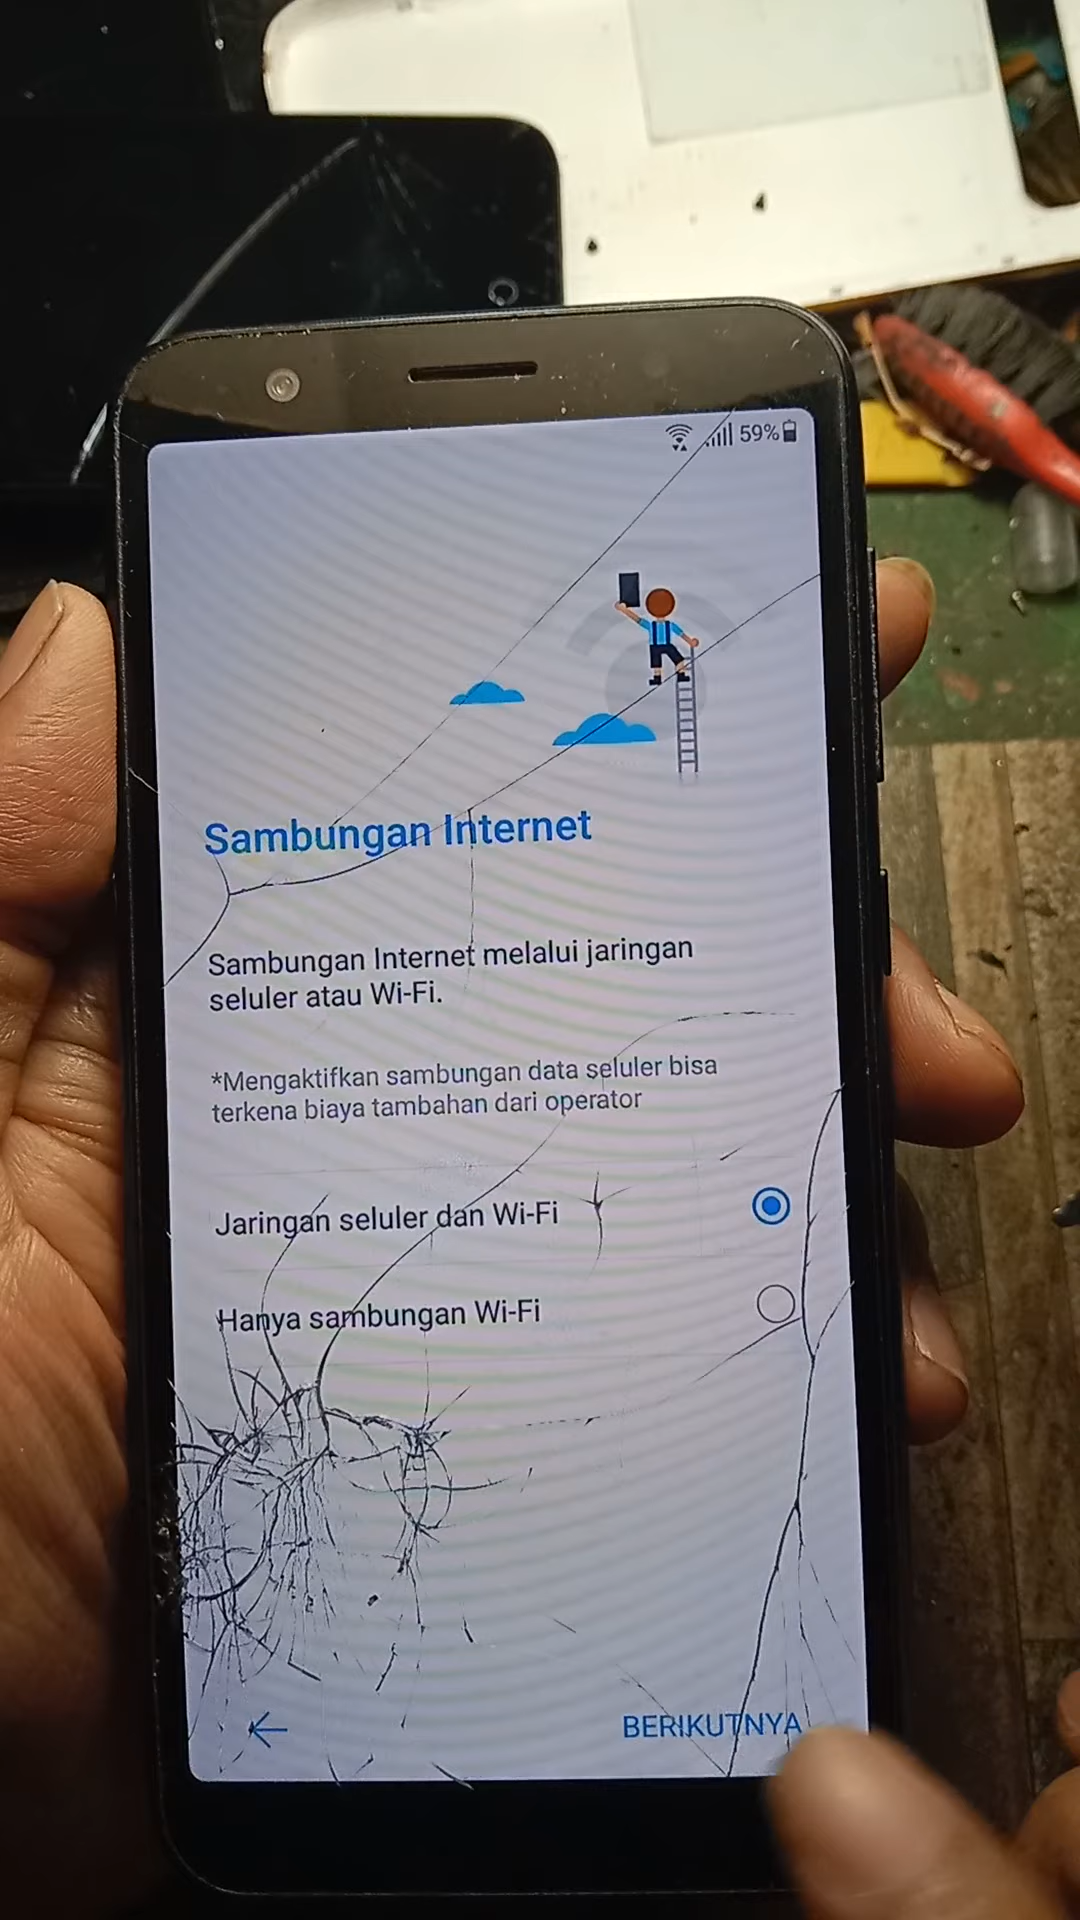 59%
Sambungan Internet
Sambungan Internet melalui jaringan
seluler atau Wi-Fi.
*Mengaktifkan sambungan data seluler bisa
terkena biaya tambahan dari operator
Jaringan seluler dan Wi-Fi
Hanya sambungan Wi-Fi
BERIKUTNYA